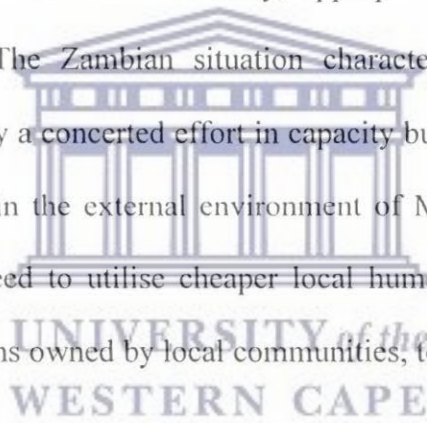 The Zambian situation characte
y a concerted effort in capacity bu
in the external environment of M
eed to utilise cheaper local hum
UNIVERSITY of the
ns owned by local communities, t
WESTERN CAPE